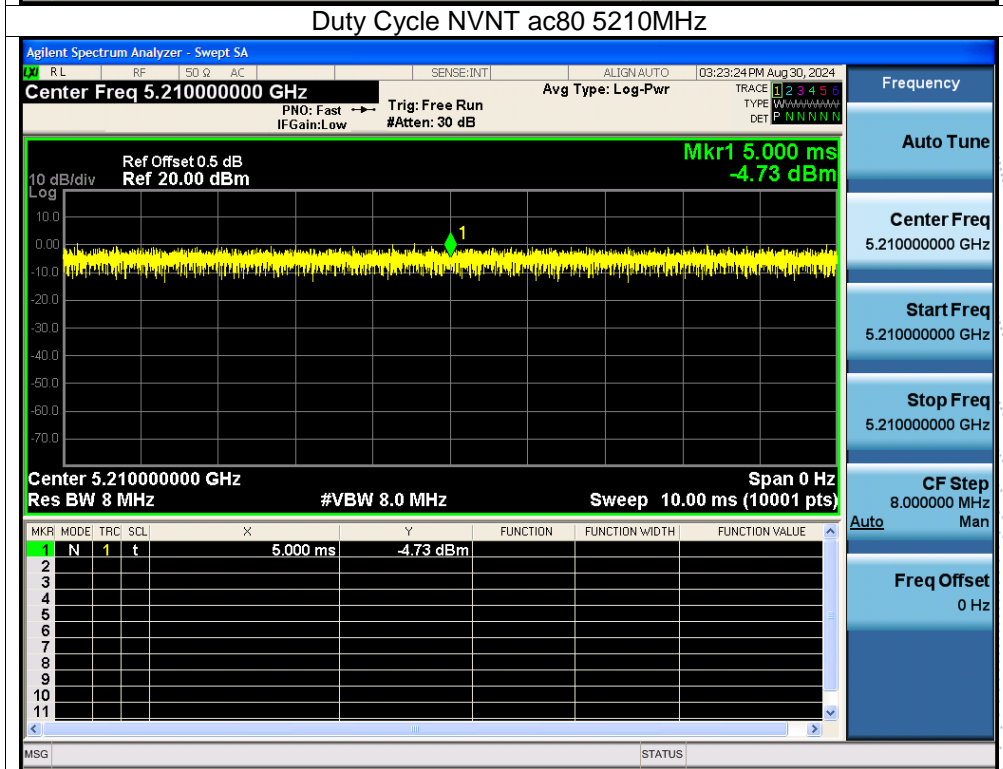 Duty Cycle NVNT ac80 5210MHz
Agilent Spectrum Analyzer - Swept SA
LXI RL RF 50 Ω AC SENSE:INT ALIGN AUTO 03:23:24 PM Aug 30, 2024
Center Freq 5.210000000 GHz Avg Type: Log-Pwr TRACE 1 2 3 4 5 6
PNO: Fast Trig: Free Run TYPE WWWWWW
IFGain:Low #Atten: 30 dB DET P N N N N N
Frequency
Mkr1 5.000 ms
-4.73 dBm
Ref Offset 0.5 dB
10 dB/div Ref 20.00 dBm
Log
10.0
0.00
-10.0
-20.0
-30.0
-40.0
-50.0
-60.0
-70.0
1
Center 5.210000000 GHz Span 0 Hz
Res BW 8 MHz #VBW 8.0 MHz Sweep 10.00 ms (10001 pts)
MKR MODE TRC SCL X Y FUNCTION FUNCTION WIDTH FUNCTION VALUE
1 N 1 t 5.000 ms -4.73 dBm
2
3
4
5
6
7
8
9
10
11
Auto Tune
Center Freq
5.210000000 GHz
Start Freq
5.210000000 GHz
Stop Freq
5.210000000 GHz
CF Step
8.000000 MHz
Auto Man
Freq Offset
0 Hz
MSG STATUS